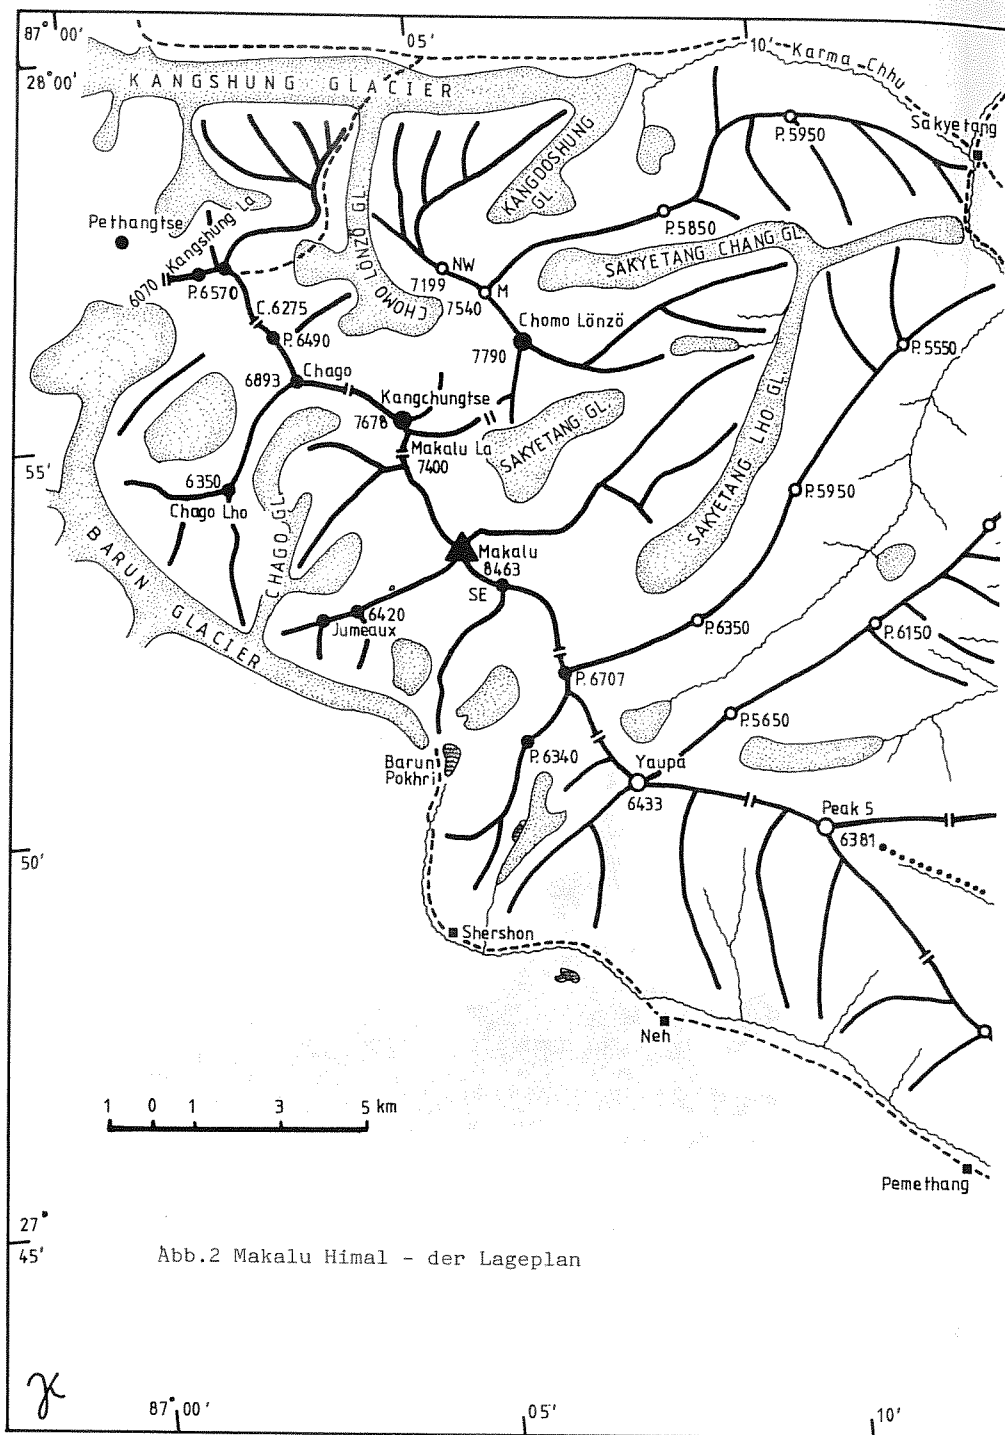 87° 00'
05'
10'
28° 00'
KANGSHUNG GLACIER
Karma Chhu
P.5950
Sakyetang
KANGDOSHUNG
GL.
Pethangtse
Kangshung La
CHOMO LÖNZÖ GL
P.5850
SAKYETANG CHANG GL
6070
P.6570
NW
7199
M
7540
C.6275
P.6490
Chomo Lönzö
7790
P.5550
6893
Chago
Kangchungtse
7678
Makalu La
7400
SAKYETANG GL
SAKYETANG LHO GL
55'
6350
Chago Lho
CHAGO GL
P.5950
BARUN GLACIER
Makalu
8463
SE
6420
Jumeaux
P.6350
P.6150
P.6707
P.5650
Barun
Pokhri
P.6340
Yaupa
6433
Peak 5
6381
50'
Shershon
Neh
1 0 1 3 5 km
Pemethang
27°
45'
Abb.2 Makalu Himal - der Lageplan
87° 00'
05'
10'